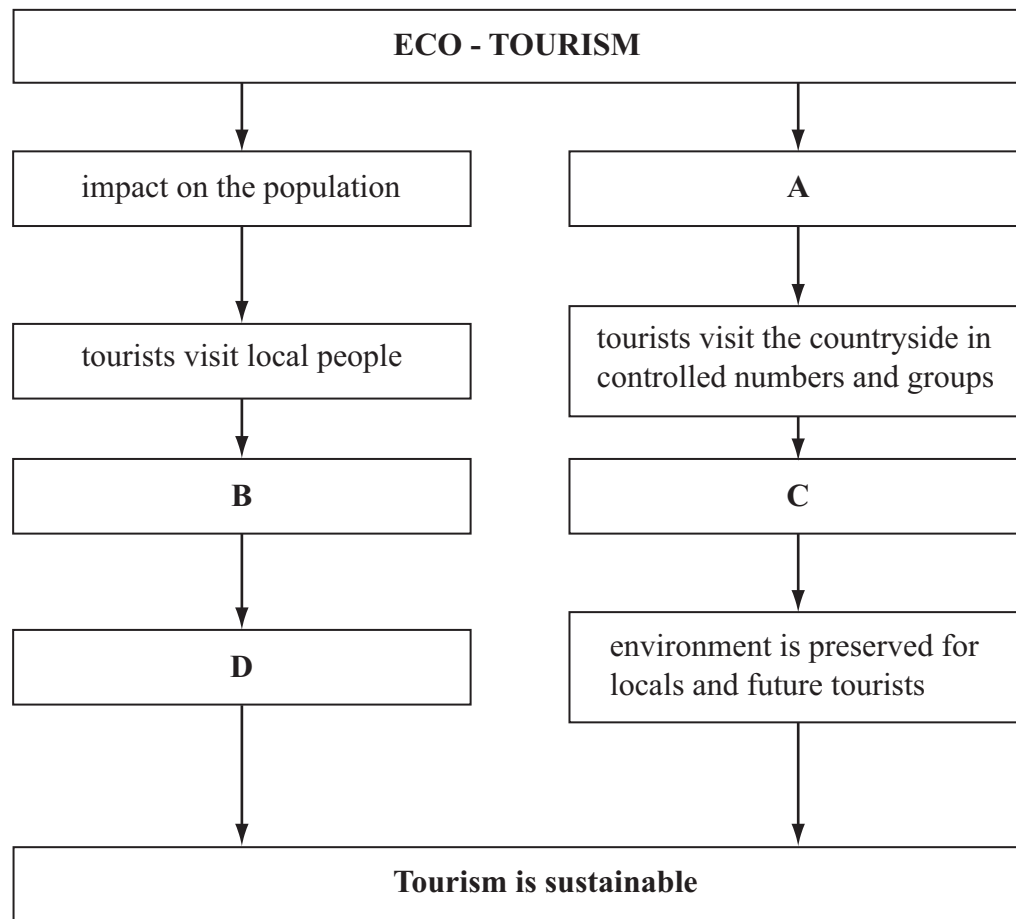 ECO - TOURISM
impact on the population
A
tourists visit local people
tourists visit the countryside in
controlled numbers and groups
B
C
D
environment is preserved for
locals and future tourists
Tourism is sustainable